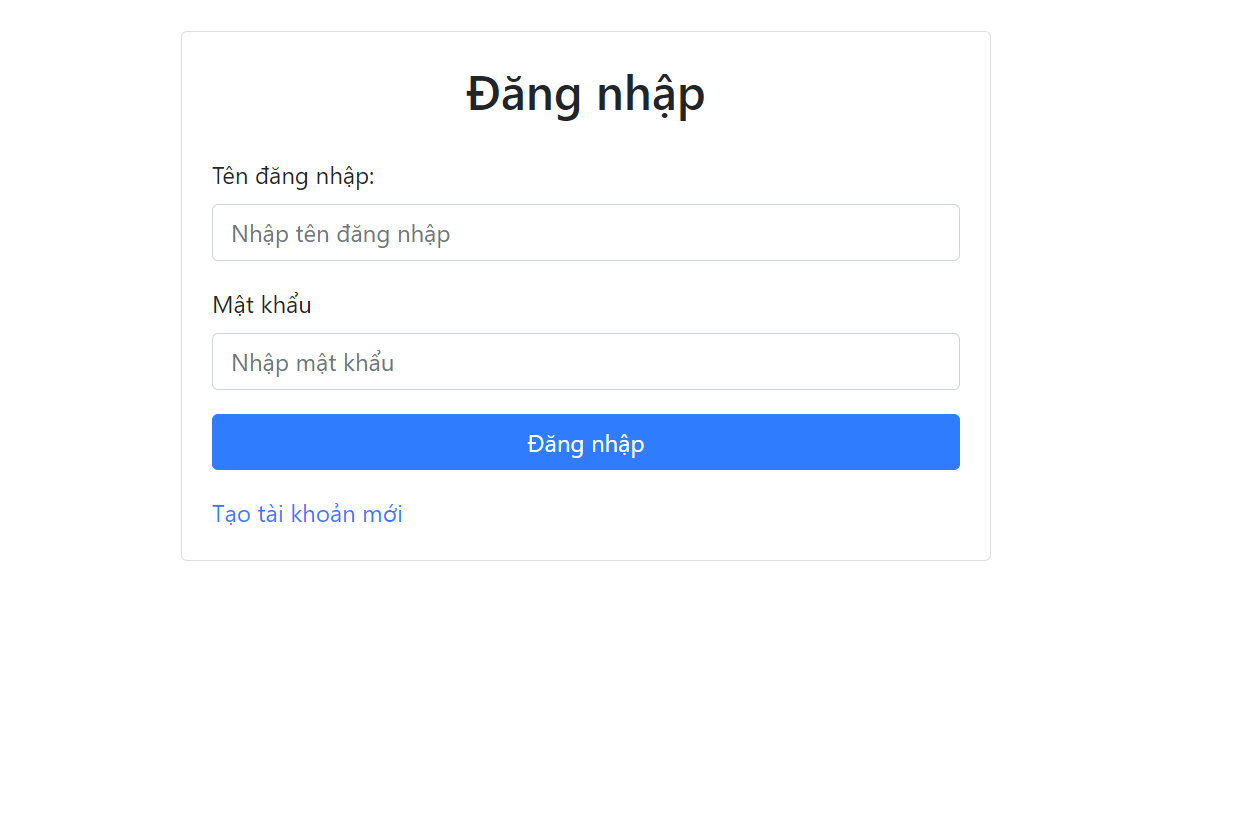 Đăng nhập
Tên đăng nhập:
Nhập tên đăng nhập
Mật khẩu
Nhập mật khẩu
Đăng nhập
Tạo tài khoản mới